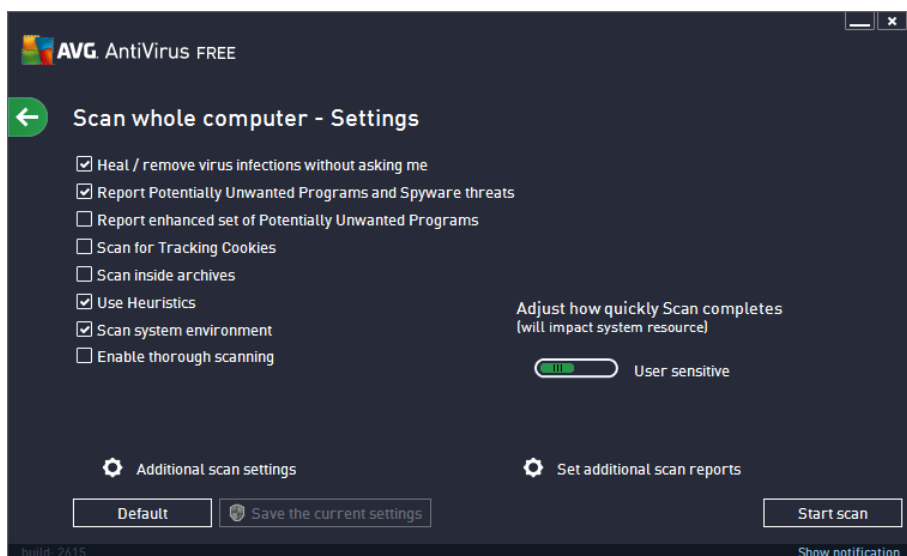 AVG. AntiVirus FREE
Scan whole computer - Settings
Heal / remove virus infections without asking me
Report Potentially Unwanted Programs and Spyware threats
Report enhanced set of Potentially Unwanted Programs
Scan for Tracking Cookies
Scan inside archives
Use Heuristics
Scan system environment
Enable thorough scanning
Adjust how quickly Scan completes
(will impact system resource)
User sensitive
Additional scan settings
Set additional scan reports
Default
Save the current settings
Start scan
build: 2615
Show notification